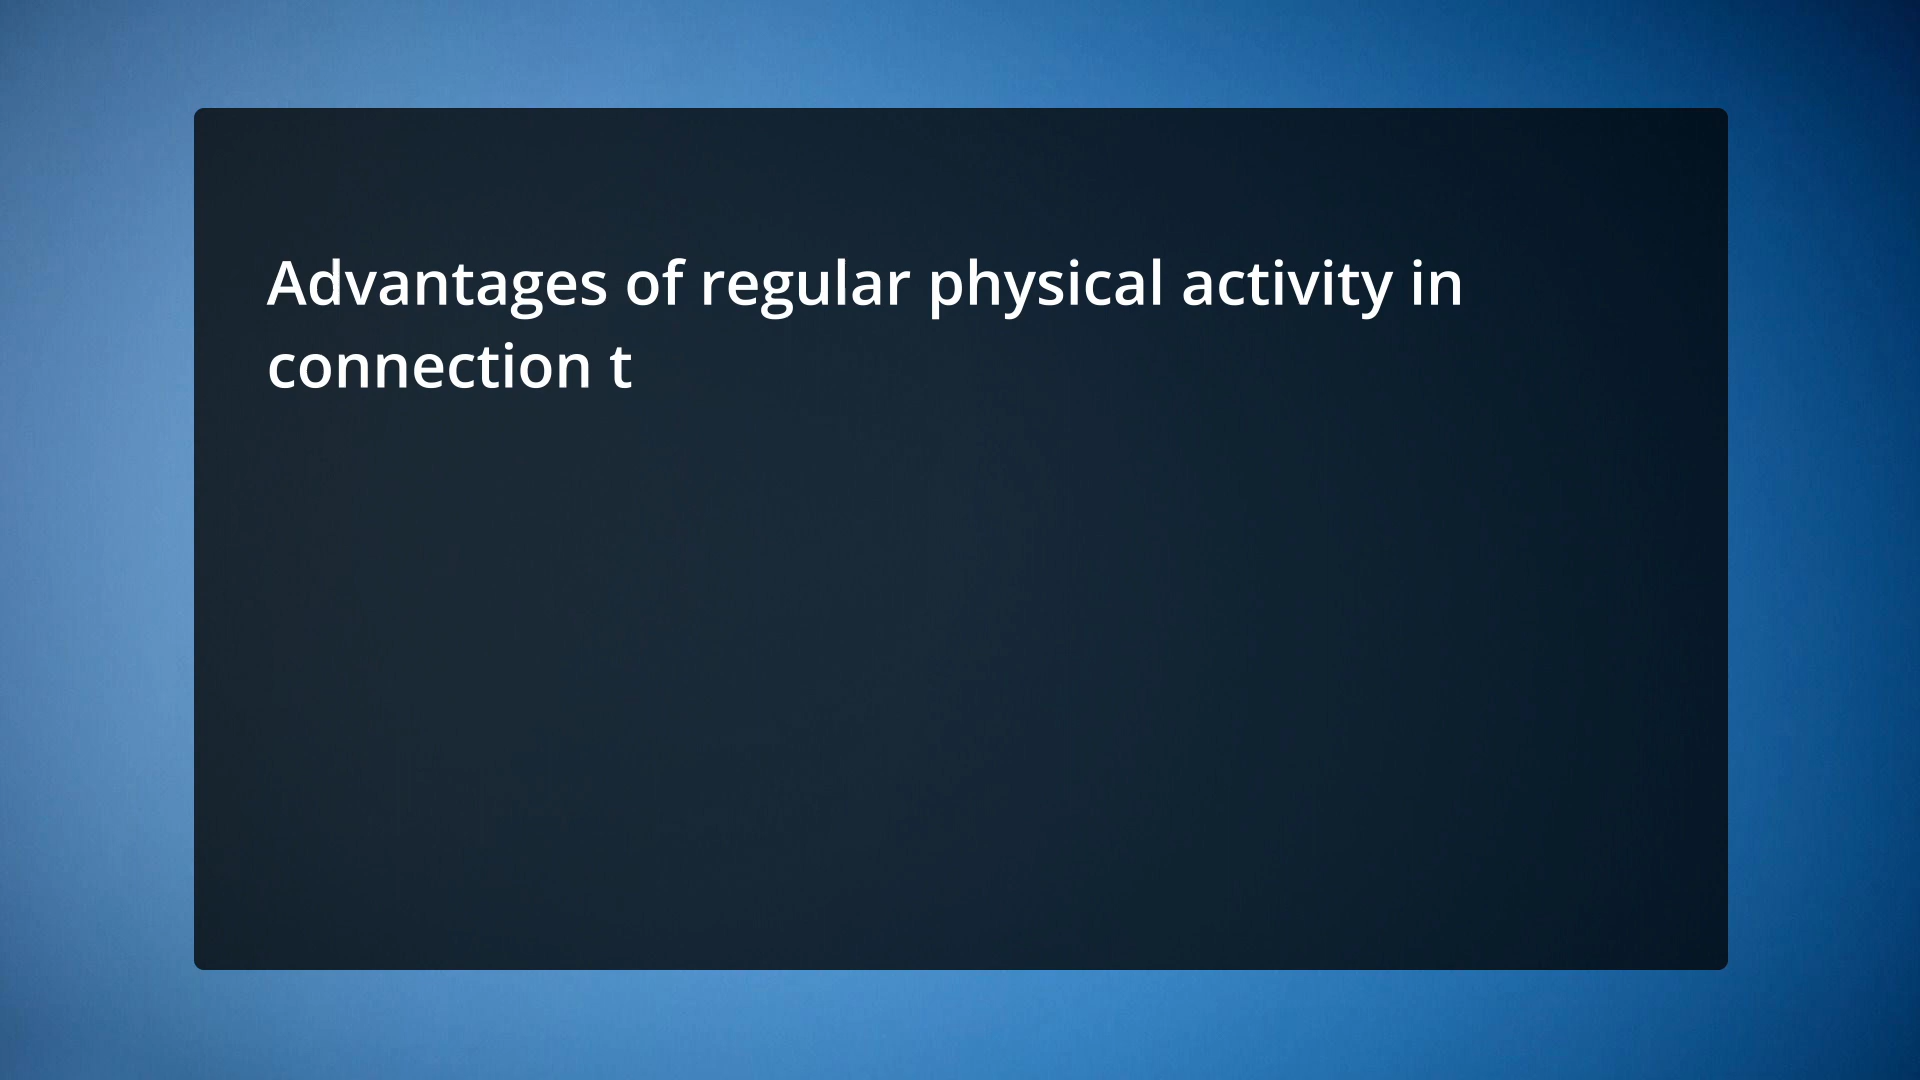 Advantages of regular physical activity in
connection t